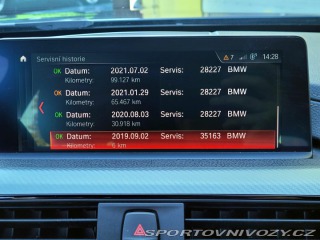 Servisní historie
7
14:28
OK Datum: 2021.07.02 Servis: 28227 BMW
Kilometry: 99.127 km
OK Datum: 2021.01.29 Servis: 28227 BMW
Kilometry: 65.467 km
OK Datum: 2020.08.03 Servis: 28227 BMW
Kilometry: 30.918 km
OK Datum: 2019.09.02 Servis: 35163 BMW
Kilometry: km
© SPORTOVNIVOZY.CZ